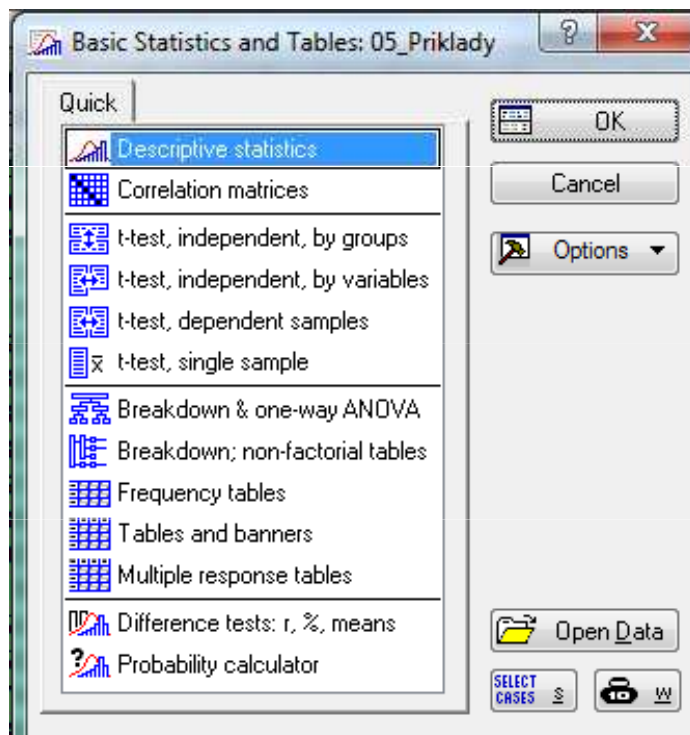 Basic Statistics and Tables: 05_Priklady
?
Quick
Descriptive statistics
Correlation matrices
t-test, independent, by groups
t-test, independent, by variables
t-test, dependent samples
x̄ t-test, single sample
Breakdown & one-way ANOVA
Breakdown; non-factorial tables
Frequency tables
Tables and banners
Multiple response tables
Difference tests: r, %, means
? Probability calculator
OK
Cancel
Options
Open Data
SELECT
CASES S
W